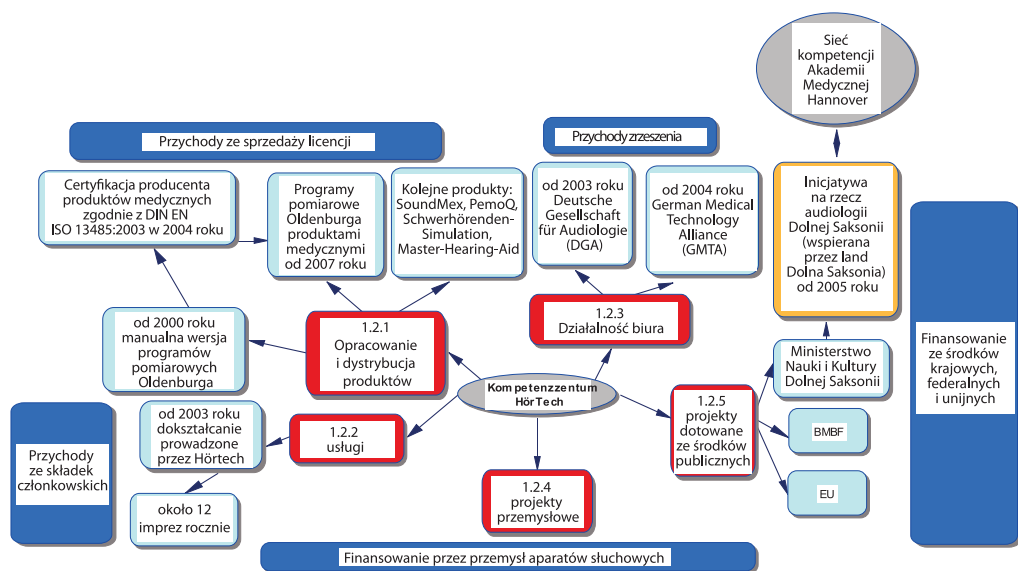 Sieć
kompetencji
Akademii
Medycznej
Hannover
Przychody ze sprzedaży licencji
Przychody zrzeszenia
Certyfikacja producenta
produktów medycznych
zgodnie z DIN EN
ISO 13485:2003 w 2004 roku
Programy
pomiarowe
Oldenburga
produktami
medycznymi
od 2007 roku
Kolejne produkty:
SoundMex, PemoQ,
Schwerhörenden-
Simulation,
Master-Hearing-Aid
od 2003 roku
Deutsche
Gesellschaft
für Audiologie
(DGA)
od 2004 roku
German Medical
Technology
Alliance
(GMTA)
Inicjatywa
na rzecz
audiologii
Dolnej Saksonii
(wspierana
przez land
Dolna Saksonia)
od 2005 roku
od 2000 roku
manualna wersja
programów
pomiarowych
Oldenburga
1.2.1
Opracowanie
i dystrybucja
produktów
1.2.3
Działalność biura
Finansowanie
ze środków
krajowych,
federalnych
i unijnych
Ministerstwo
Nauki i Kultury
Dolnej Saksonii
Kompetenzzentum
HörTech
Przychody
ze składek
członkowskich
od 2003 roku
dokształcanie
prowadzone
przez Hörtech
1.2.2
usługi
1.2.5
projekty
dotowane
ze środków
publicznych
BMBF
EU
około 12
imprez rocznie
1.2.4
projekty
przemysłowe
Finansowanie przez przemysł aparatów słuchowych